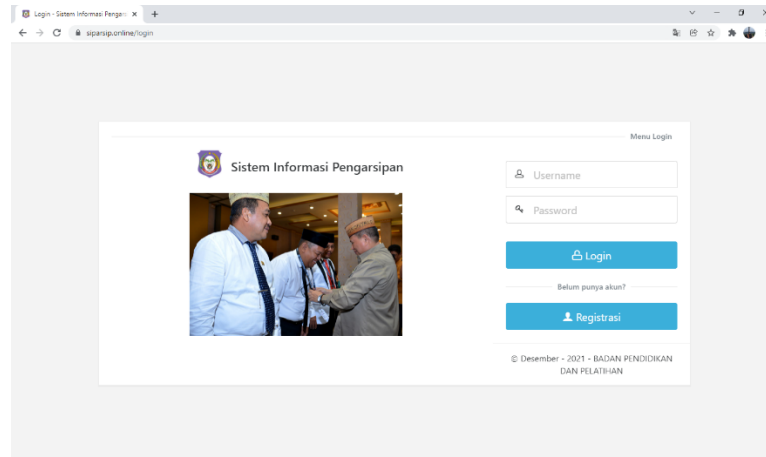 Login - Sistem Informasi Pengar
siparsip.online/login
Menu Login
Sistem Informasi Pengarsipan
Username
Password
Login
Belum punya akun?
Registrasi
© Desember - 2021 - BADAN PENDIDIKAN
DAN PELATIHAN